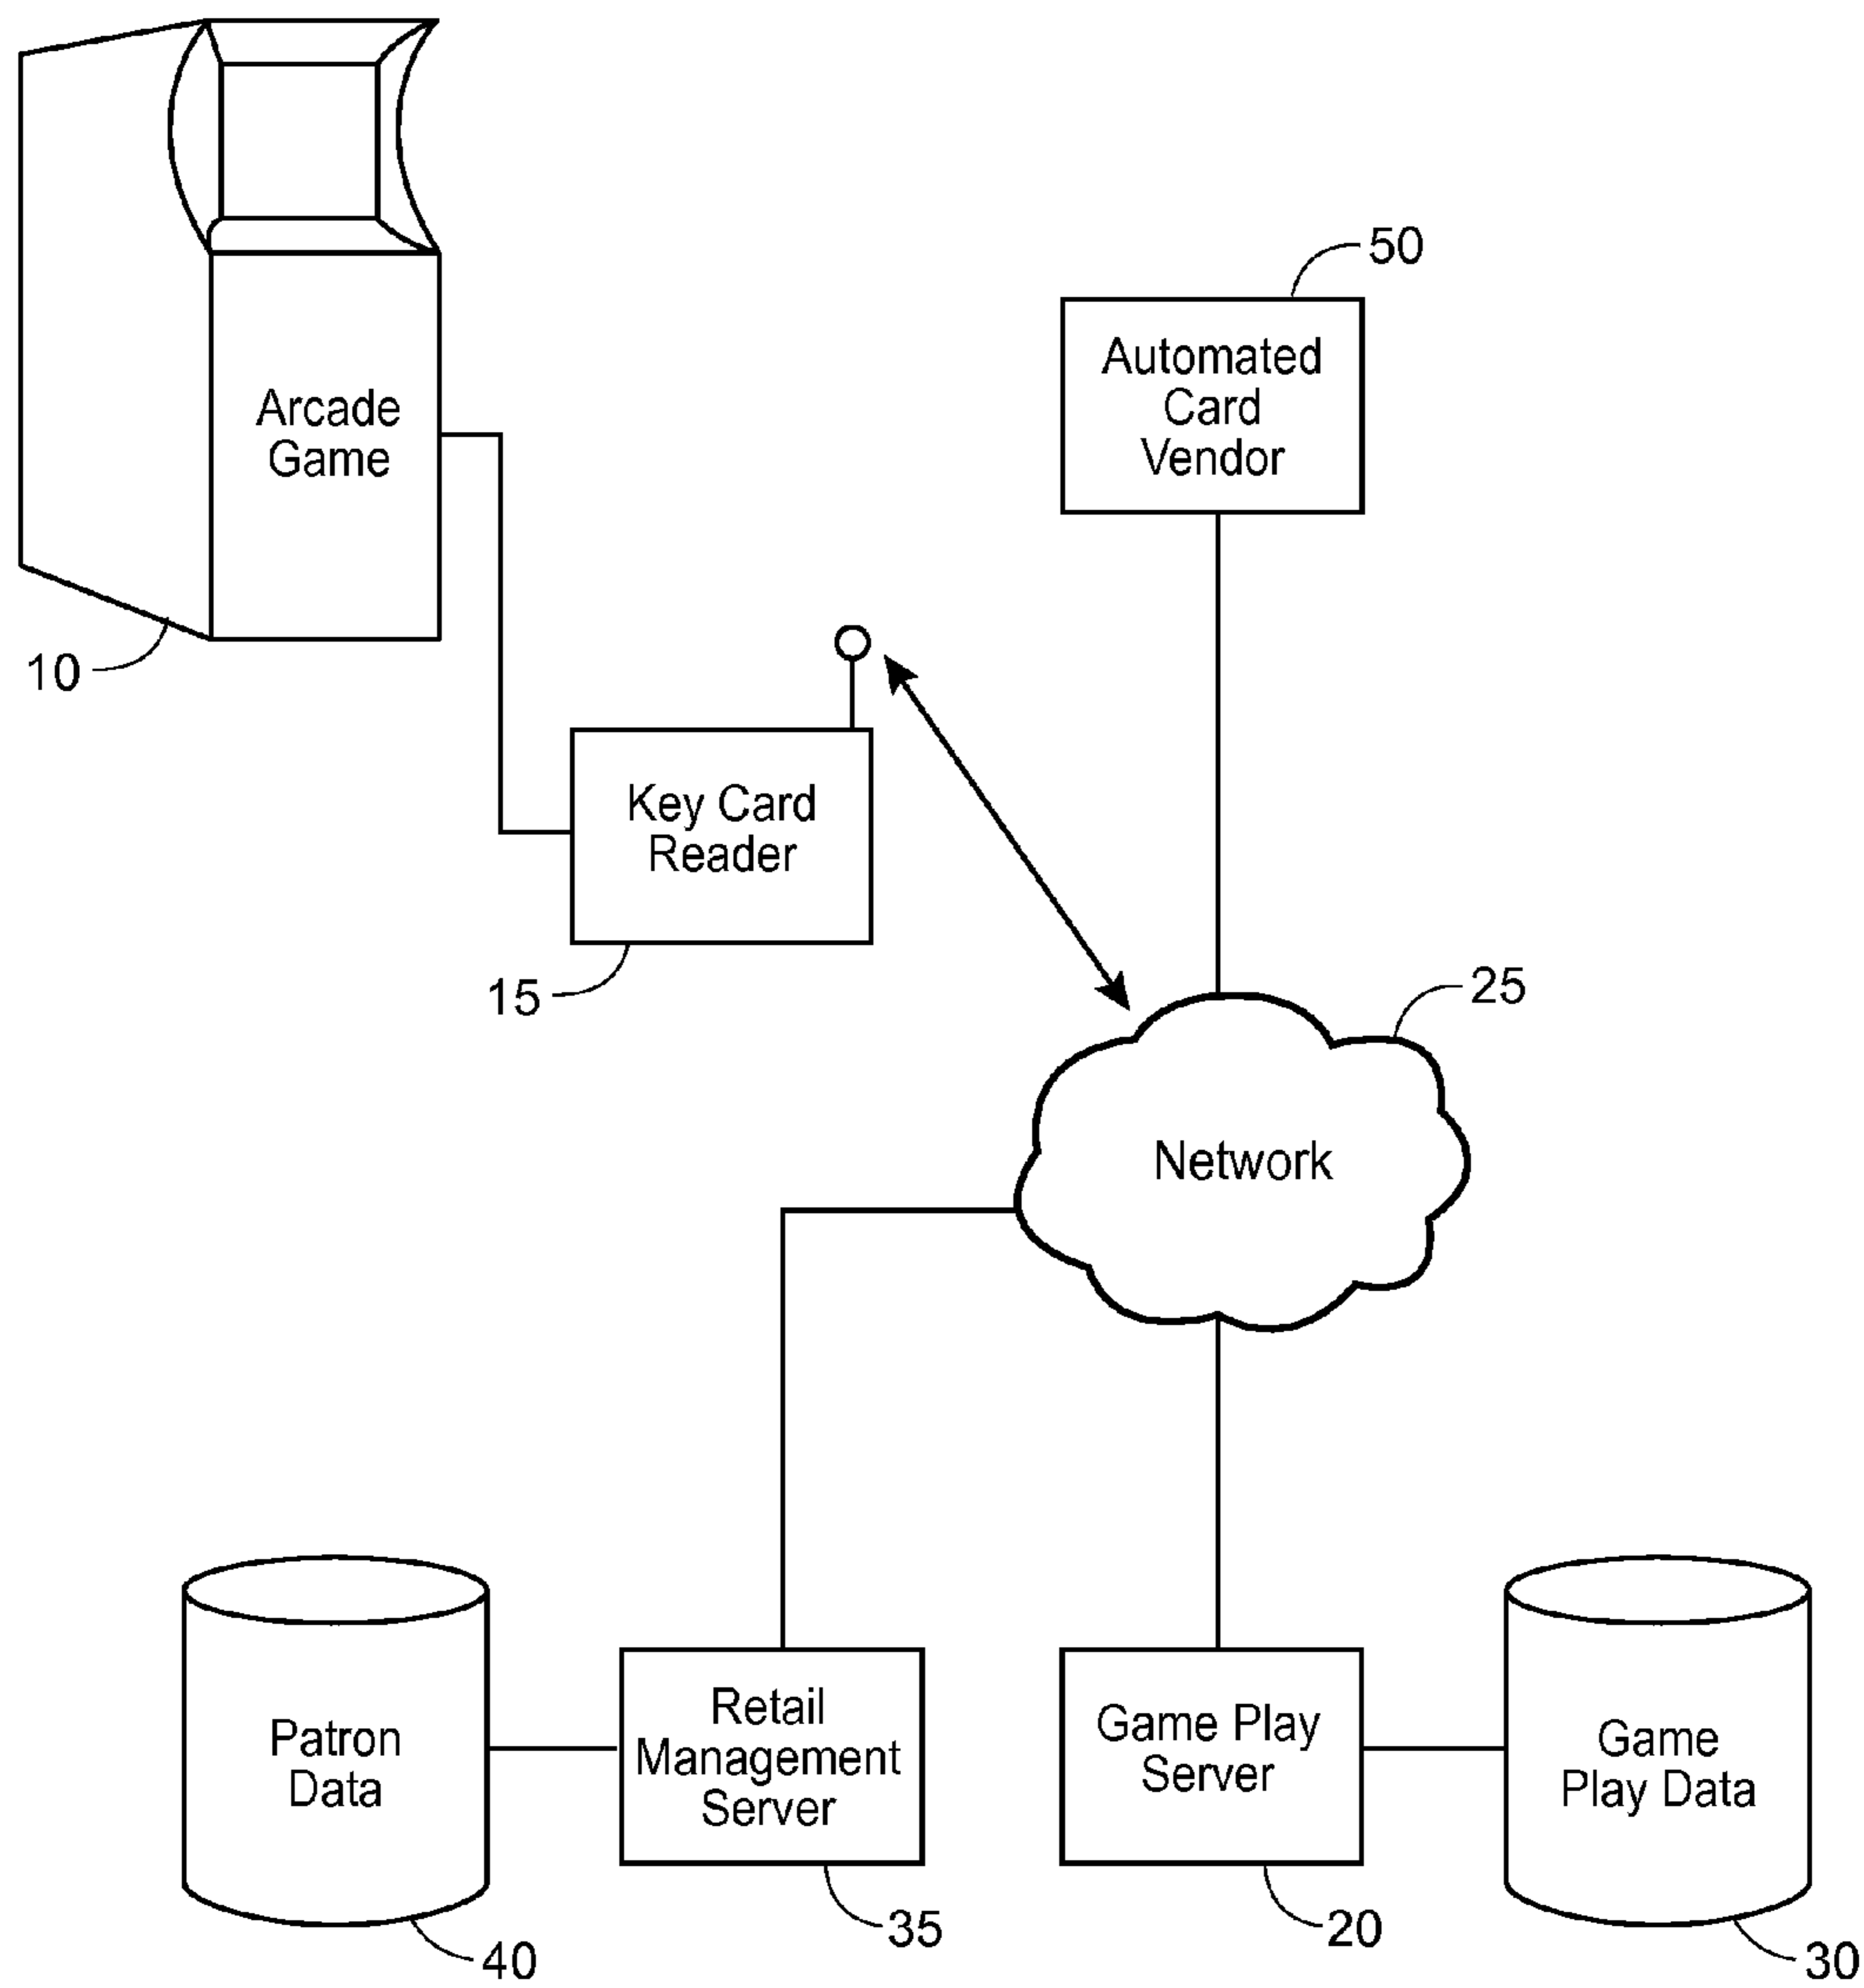 50
Automated
Card
Vendor
Arcade
Game
10
Key Card
Reader
15
25
Network
Patron
Data
40
Retail
Management
Server
35
Game Play
Server
20
Game
Play Data
30